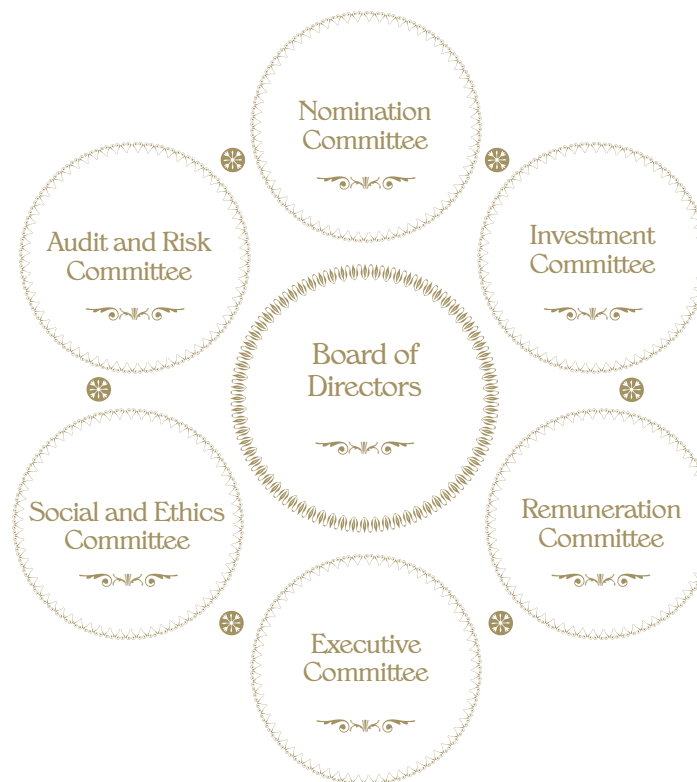 Nomination
Committee
Audit and Risk
Committee
Investment
Committee
Board of
Directors
Social and Ethics
Committee
Remuneration
Committee
Executive
Committee